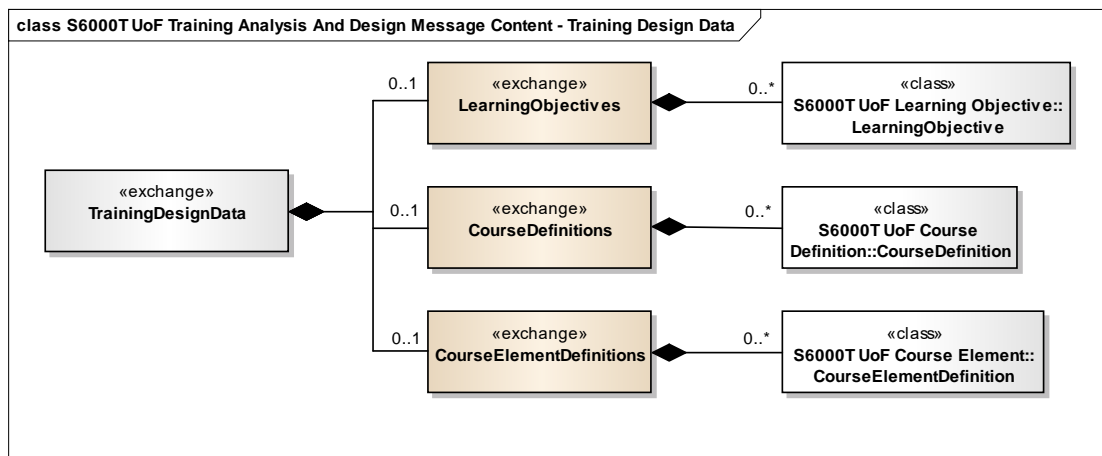 class S6000T UoF Training Analysis And Design Message Content - Training Design Data
«exchange»
TrainingDesignData
0..1
«exchange»
LearningObjectives
0..*
«class»
S6000T UoF Learning Objective::
LearningObjective
0..1
«exchange»
CourseDefinitions
0..*
«class»
S6000T UoF Course
Definition::CourseDefinition
0..1
«exchange»
CourseElementDefinitions
0..*
«class»
S6000T UoF Course Element::
CourseElementDefinition